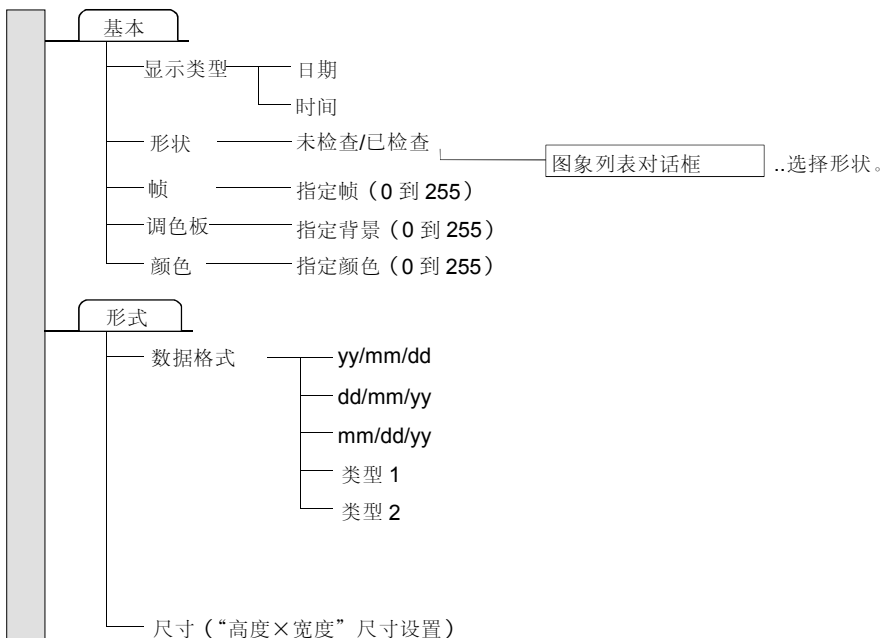 基本
显示类型 日期
时间
形状 未检查/已检查
图象列表对话框 ..选择形状。
帧 指定帧（0 到 255）
调色板 指定背景（0 到 255）
颜色 指定颜色（0 到 255）
形式
数据格式 yy/mm/dd
dd/mm/yy
mm/dd/yy
类型 1
类型 2
尺寸（“高度×宽度”尺寸设置）